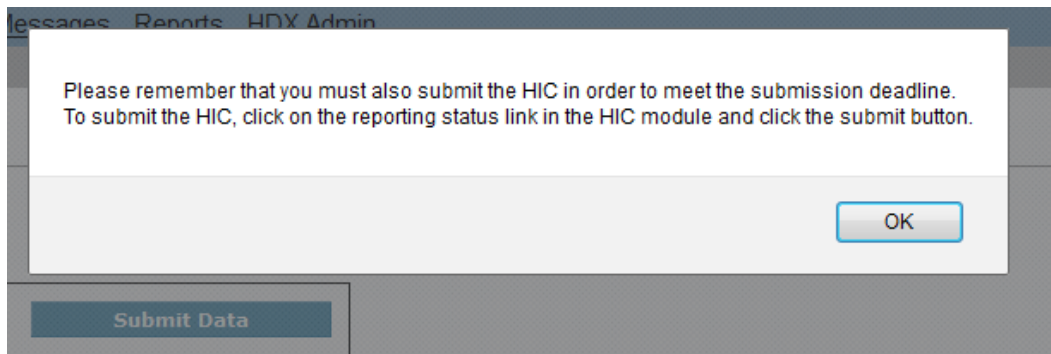 Messages Reports HDX Admin
Please remember that you must also submit the HIC in order to meet the submission deadline.
To submit the HIC, click on the reporting status link in the HIC module and click the submit button.
OK
Submit Data